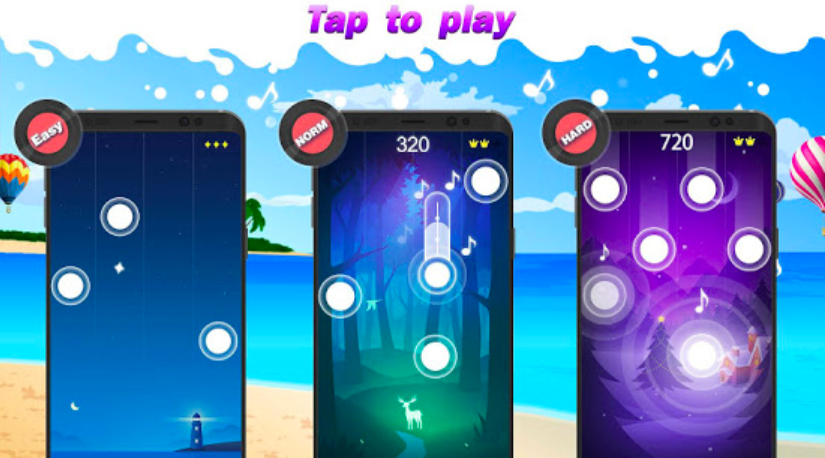 Tap to play
Easy
NORM
320
HARD
720